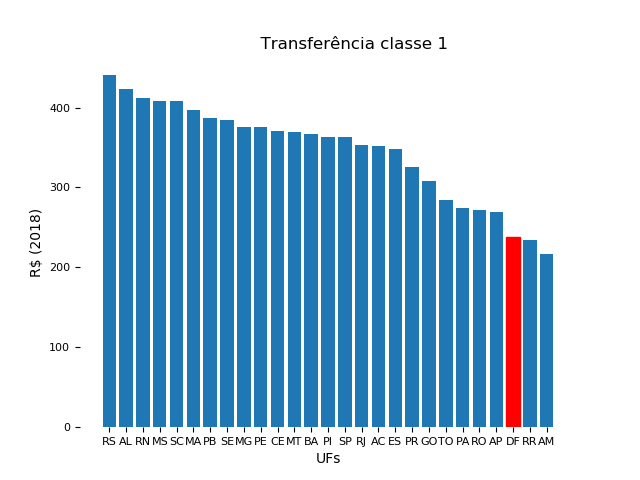 Transferência classe 1
R$ (2018)
400
300
200
100
0
RS AL RN MS SC MA PB SE MG PE CE MT BA PI SP RJ AC ES PR GO TO PA RO AP DF RR AM
UFs